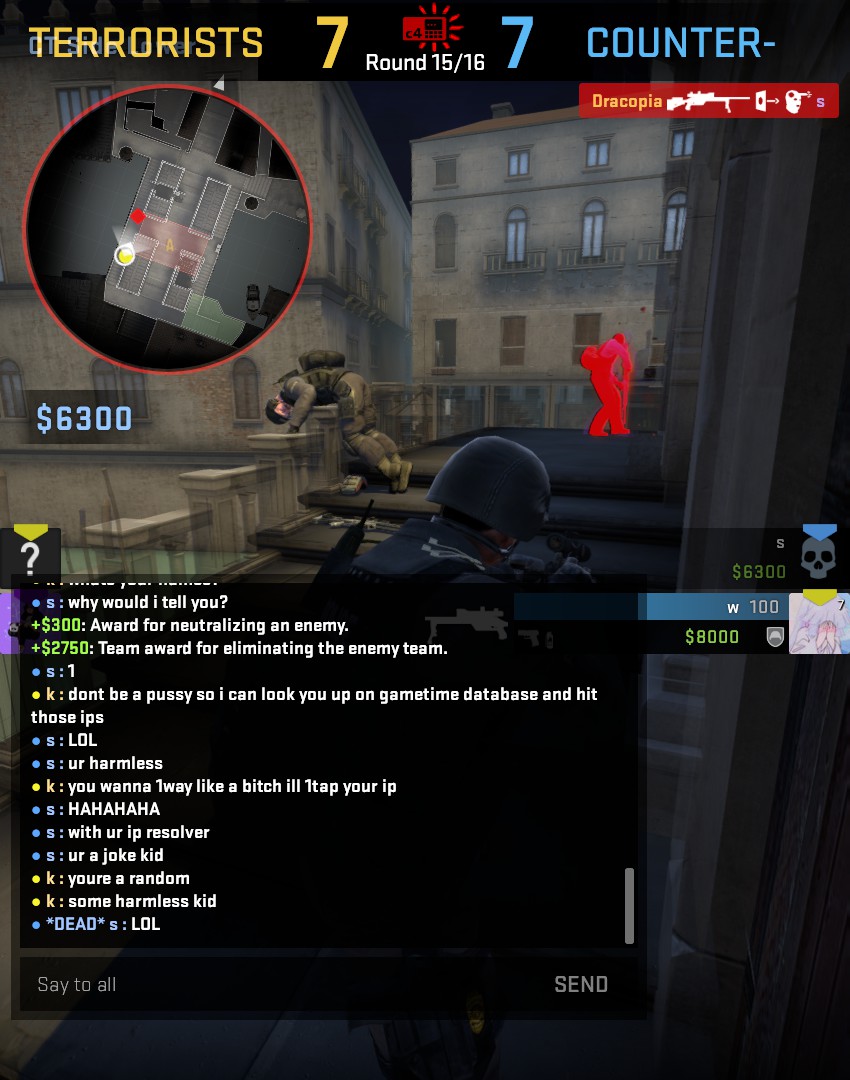 TERRORISTS
7
Round 15/16
7
COUNTER-
Dracopia
s
A
$6300
?
s
$6300
w 100
7
$8000
s : why would i tell you?
+$300: Award for neutralizing an enemy.
+$2750: Team award for eliminating the enemy team.
s : 1
k : dont be a pussy so i can look you up on gametime database and hit
those ips
s : LOL
s : ur harmless
k : you wanna 1way like a bitch ill 1tap your ip
s : HAHAHAHA
s : with ur ip resolver
s : ur a joke kid
k : youre a random
k : some harmless kid
*DEAD* s : LOL
Say to all
SEND